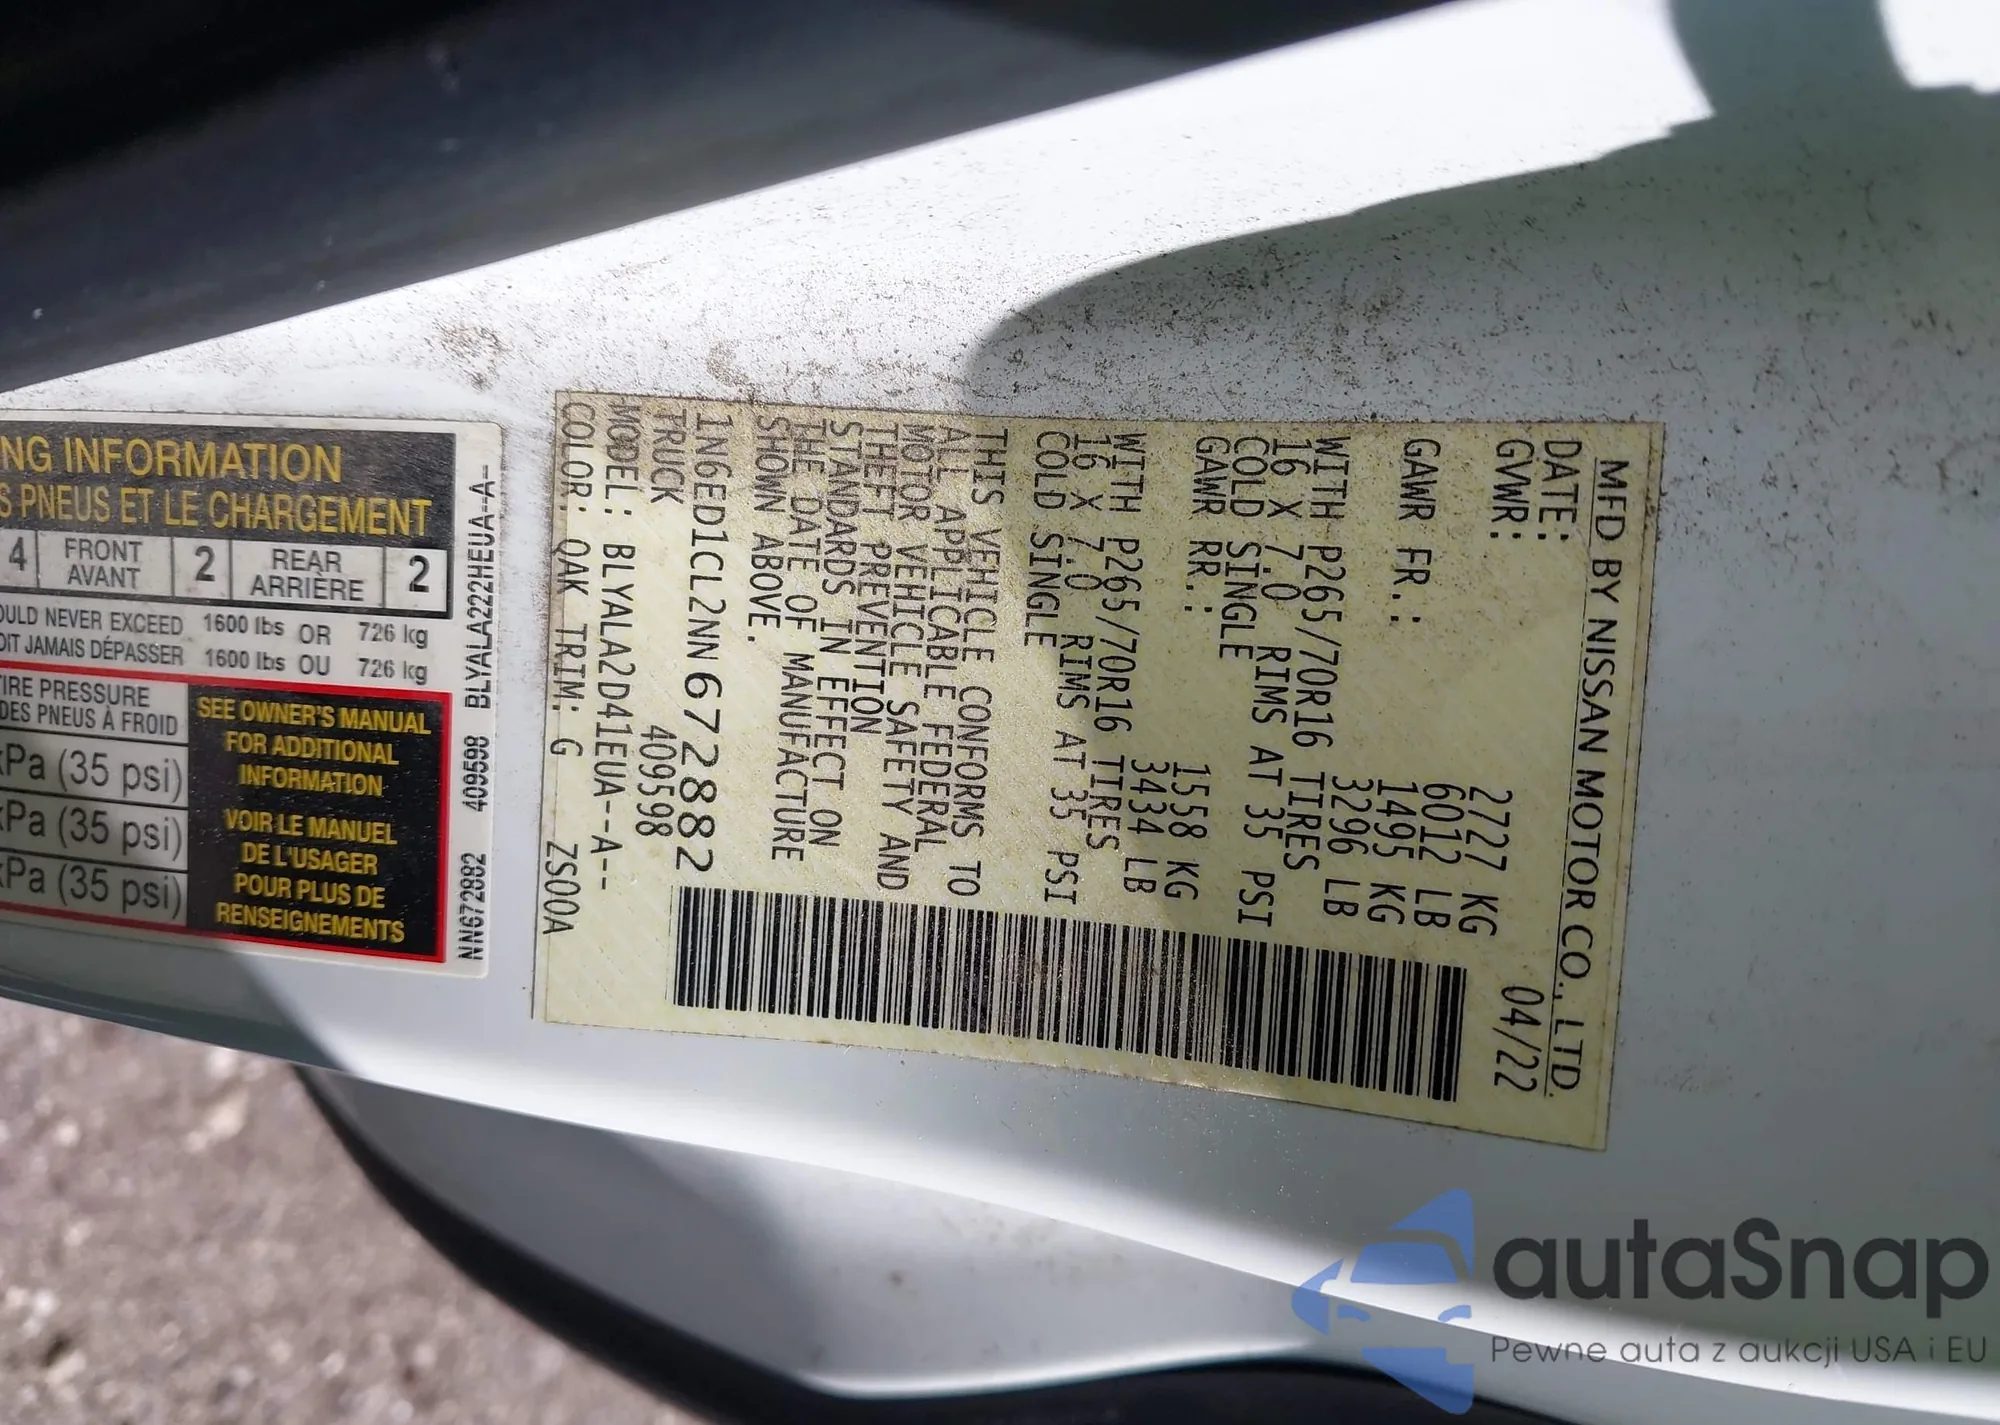 MFD BY NISSAN MOTOR CO., LTD.
DATE: 04/22
GVWR: 2727 KG
6012 LB
GAWR FR.: 1495 KG
3296 LB
WITH P265/70R16 TIRES
16 X 7.0 RIMS AT 35 PSI
COLD SINGLE
GAWR RR.: 1558 KG
3434 LB
WITH P265/70R16 TIRES
16 X 7.0 RIMS AT 35 PSI
COLD SINGLE
THIS VEHICLE CONFORMS TO
ALL APPLICABLE FEDERAL
MOTOR VEHICLE SAFETY AND
THEFT PREVENTION
STANDARDS IN EFFECT ON
THE DATE OF MANUFACTURE
SHOWN ABOVE.
1N6ED1CL2NN672882
TRUCK 409598
MODEL: BLYALA2D41EUA--A--
COLOR: QAK TRIM: G ZS00A
NG INFORMATION
S PNEUS ET LE CHARGEMENT
4 FRONT AVANT 2 REAR ARRIÈRE 2
OULD NEVER EXCEED 1600 lbs OR 726 kg
OIT JAMAIS DÉPASSER 1600 lbs OU 726 kg
TIRE PRESSURE
DES PNEUS À FROID
kPa (35 psi)
kPa (35 psi)
kPa (35 psi)
SEE OWNER'S MANUAL
FOR ADDITIONAL
INFORMATION
VOIR LE MANUEL
DE L'USAGER
POUR PLUS DE
RENSEIGNEMENTS
NN672882 409598 BLYALA2222HEUA-A-
autaSnap
Pewne auta z aukcji USA i EU